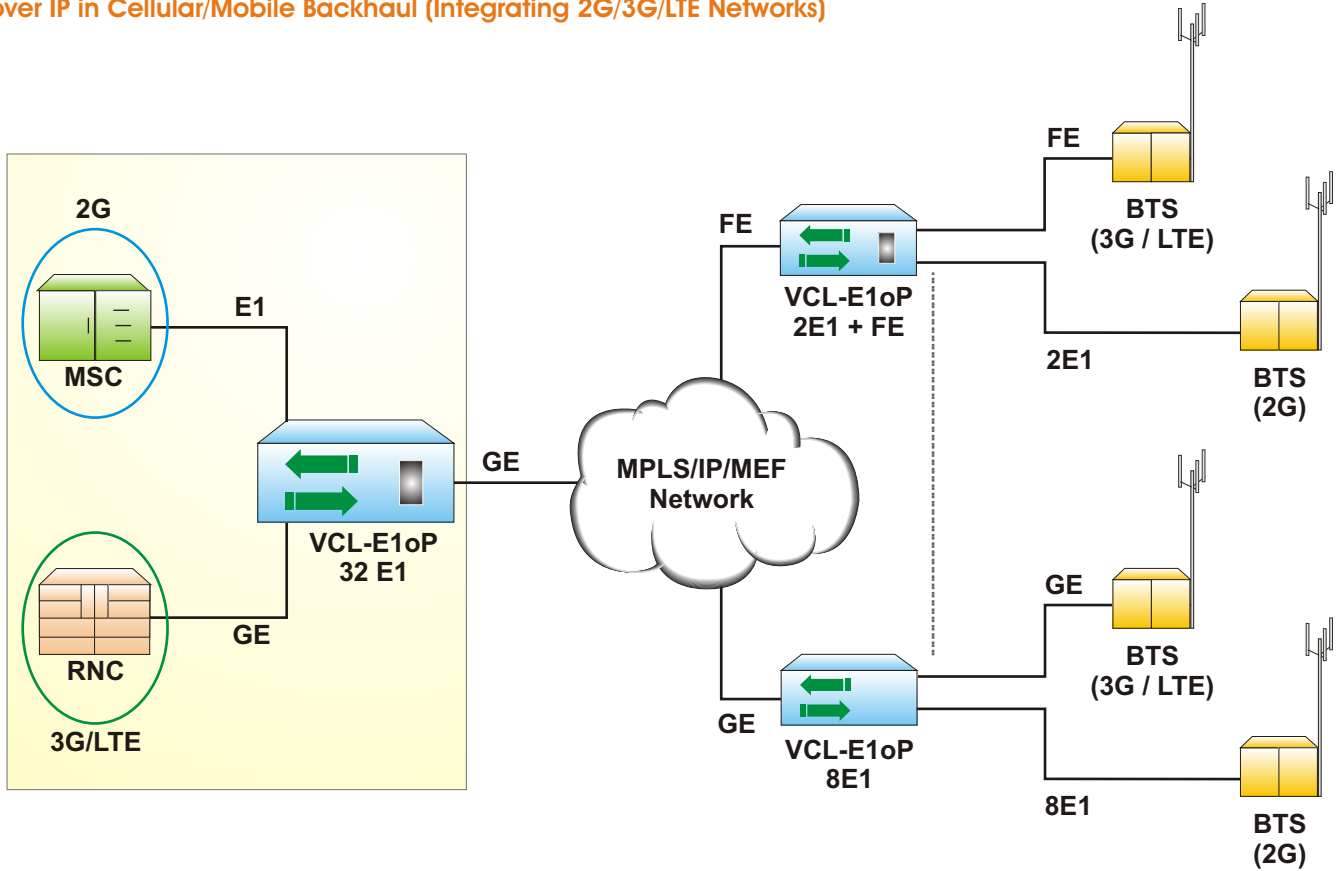 over IP in Cellular/Mobile Backhaul (Integrating 2G/3G/LTE Networks)
2G
MSC
E1
VCL-E1oP
32 E1
GE
RNC
3G/LTE
GE
MPLS/IP/MEF
Network
FE
VCL-E1oP
2E1 + FE
FE
BTS
(3G / LTE)
2E1
BTS
(2G)
GE
VCL-E1oP
8E1
GE
BTS
(3G / LTE)
8E1
BTS
(2G)